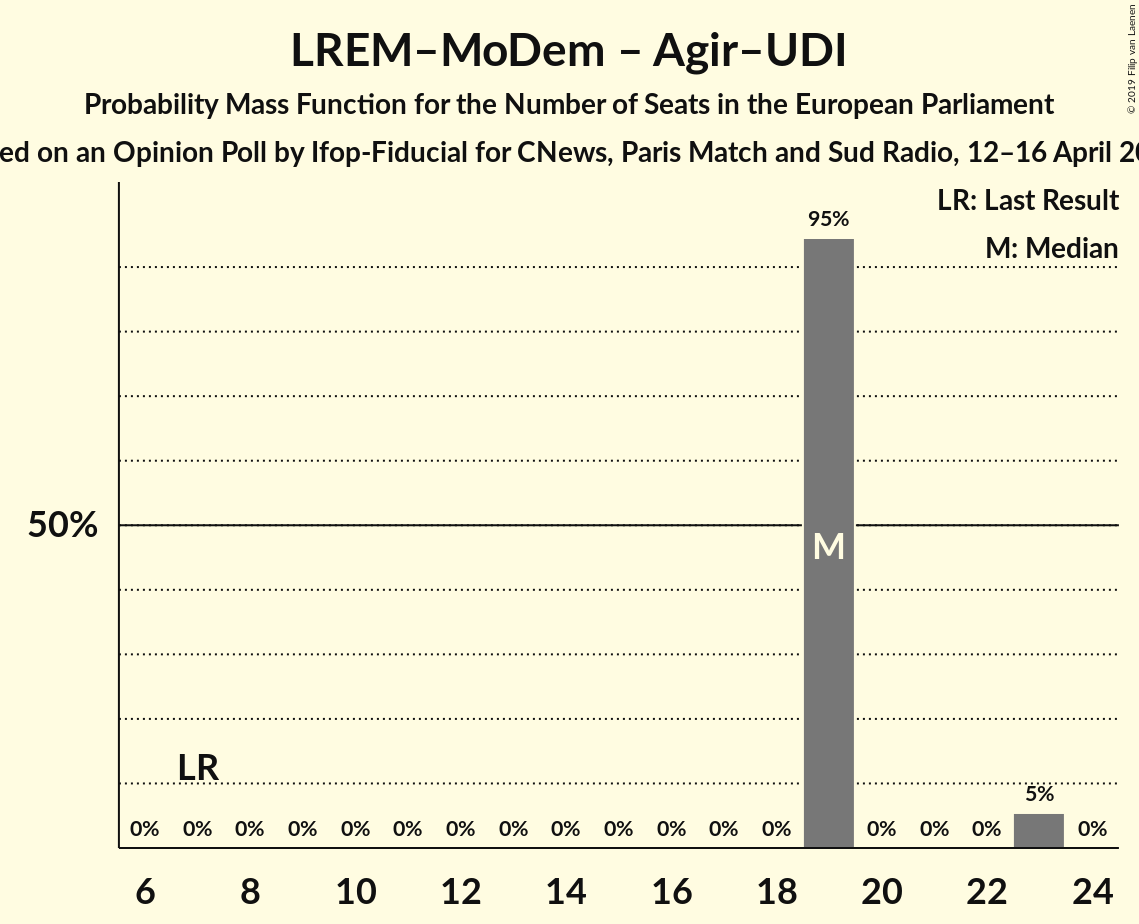 LREM–MoDem – Agir–UDI
Probability Mass Function for the Number of Seats in the European Parliament
ed on an Opinion Poll by Ifop-Fiducial for CNews, Paris Match and Sud Radio, 12–16 April 20
© 2019 Filip van Laenen
LR: Last Result
M: Median
95%
50%
M
LR
5%
0% 0% 0% 0% 0% 0% 0% 0% 0% 0% 0% 0% 0% 0% 0% 0% 0%
6 8 10 12 14 16 18 20 22 24